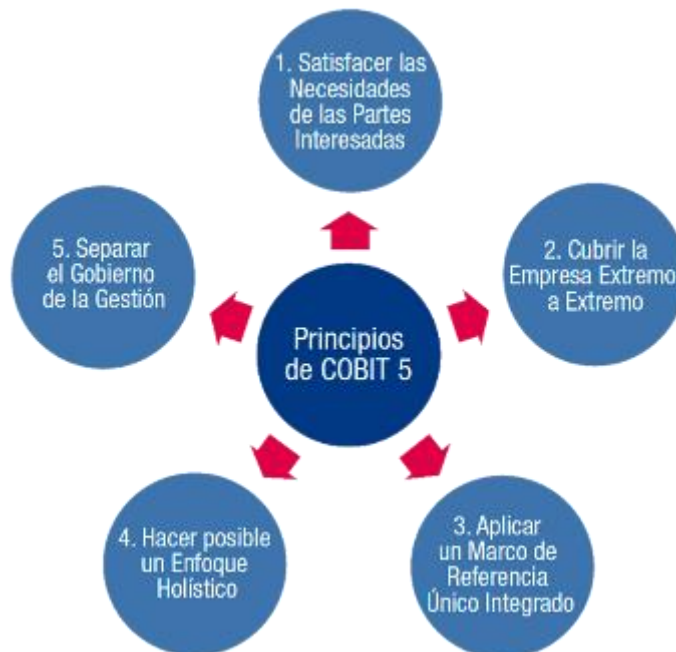 1. Satisfacer las
Necesidades
de las Partes
Interesadas
2. Cubrir la
Empresa Extremo
a Extremo
3. Aplicar
un Marco de
Referencia
Único Integrado
4. Hacer posible
un Enfoque
Holístico
5. Separar
el Gobierno
de la Gestión
Principios
de COBIT 5